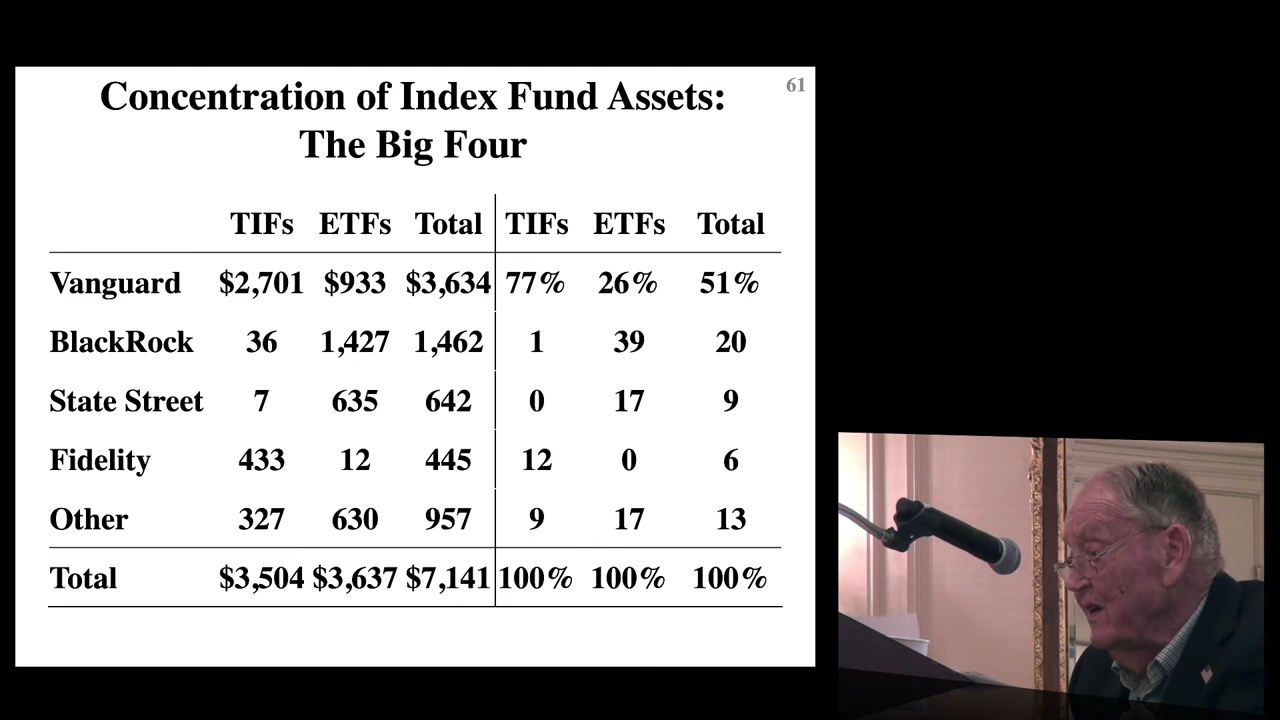 61
Concentration of Index Fund Assets:
The Big Four
TIFs ETFs Total TIFs ETFs Total
Vanguard $2,701 $933 $3,634 77% 26% 51%
BlackRock 36 1,427 1,462 1 39 20
State Street 7 635 642 0 17 9
Fidelity 433 12 445 12 0 6
Other 327 630 957 9 17 13
Total $3,504 $3,637 $7,141 100% 100% 100%